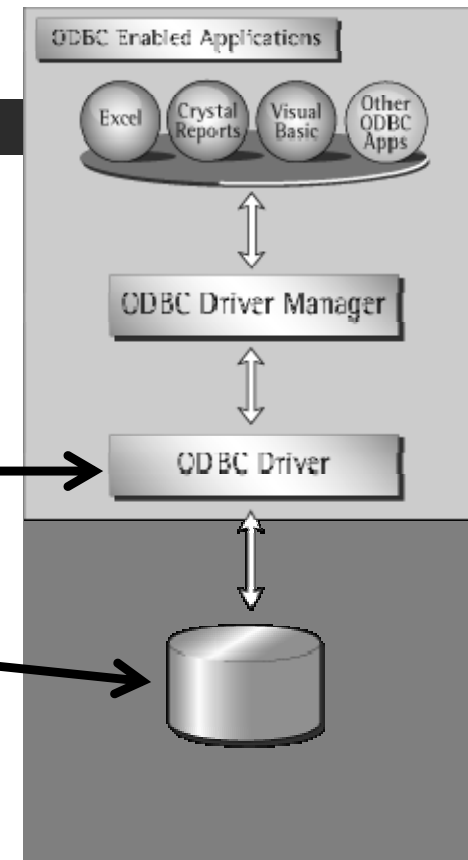 ODBC Enabled Applications
Excel
Crystal
Reports
Visual
Basic
Other
ODBC
Apps
ODBC Driver Manager
ODBC Driver